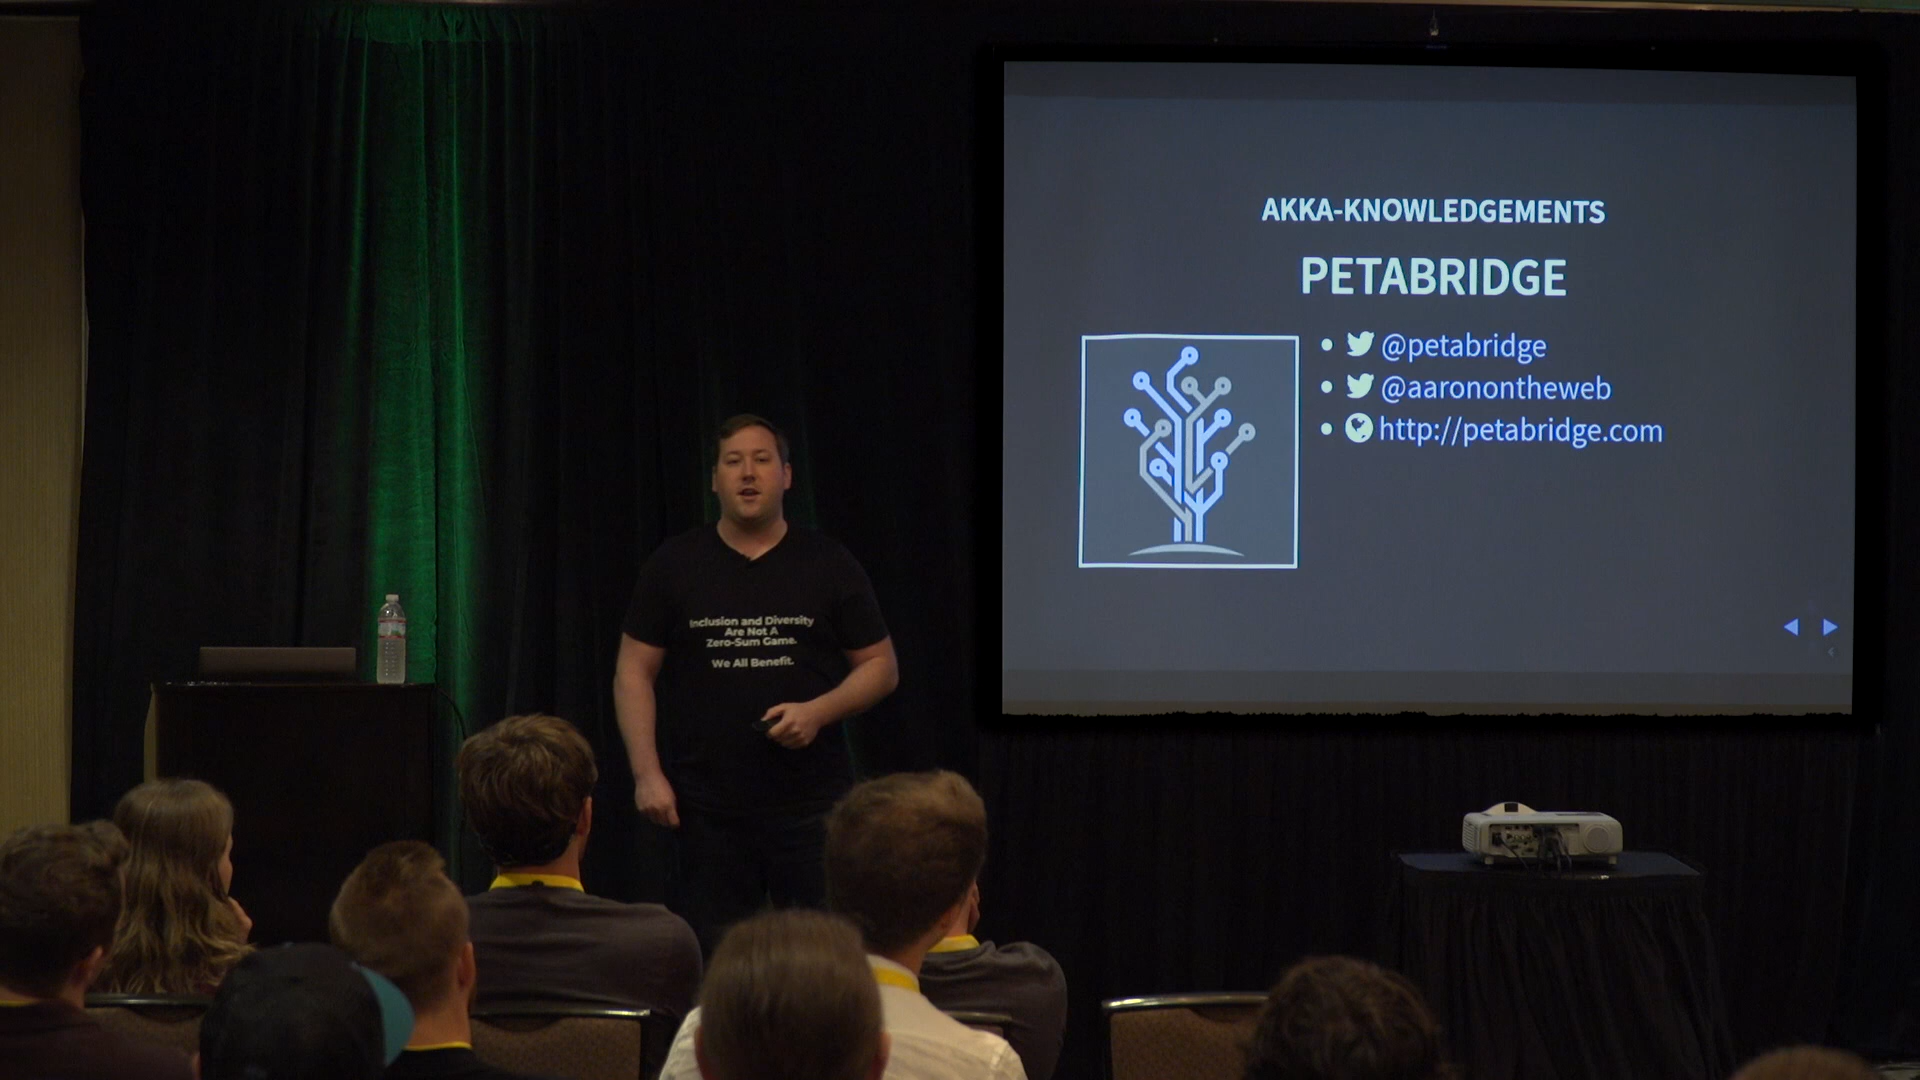 AKKA-KNOWLEDGEMENTS
PETABRIDGE
@petabridge
@aaronontheweb
http://petabridge.com
Inclusion and Diversity
Are Not A
Zero-Sum Game.
We All Benefit.